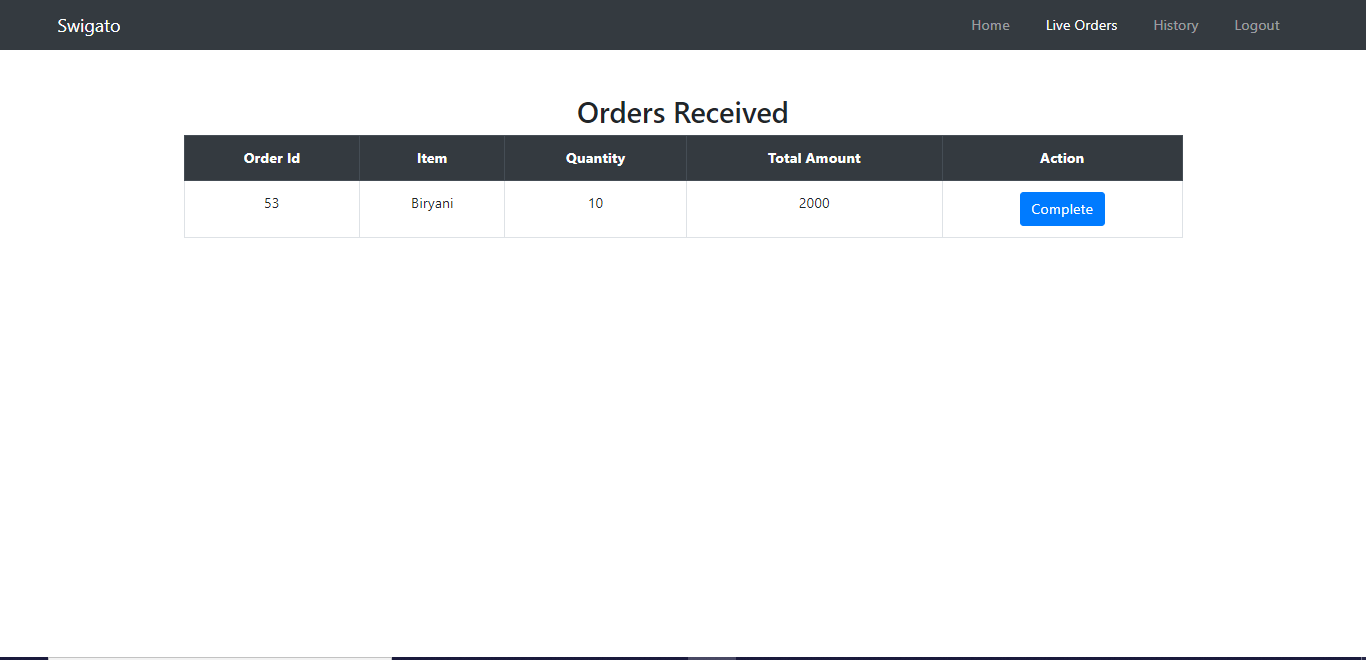 Swigato Home Live Orders History Logout
Orders Received
Order Id Item Quantity Total Amount Action
53 Biryani 10 2000 Complete